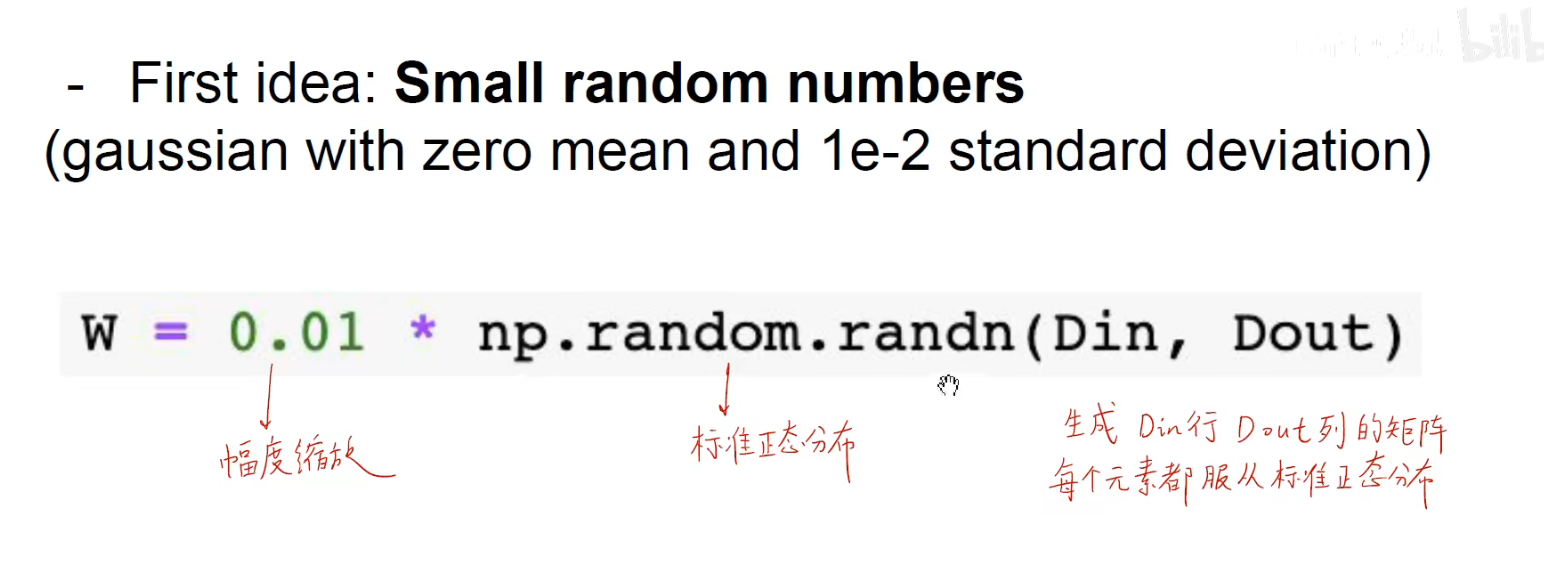 - First idea: Small random numbers
(gaussian with zero mean and 1e-2 standard deviation)
W = 0.01 * np.random.randn(Din, Dout)
幅度缩放
标准正态分布
生成 Din行 Dout列的矩阵
每个元素都服从标准正态分布